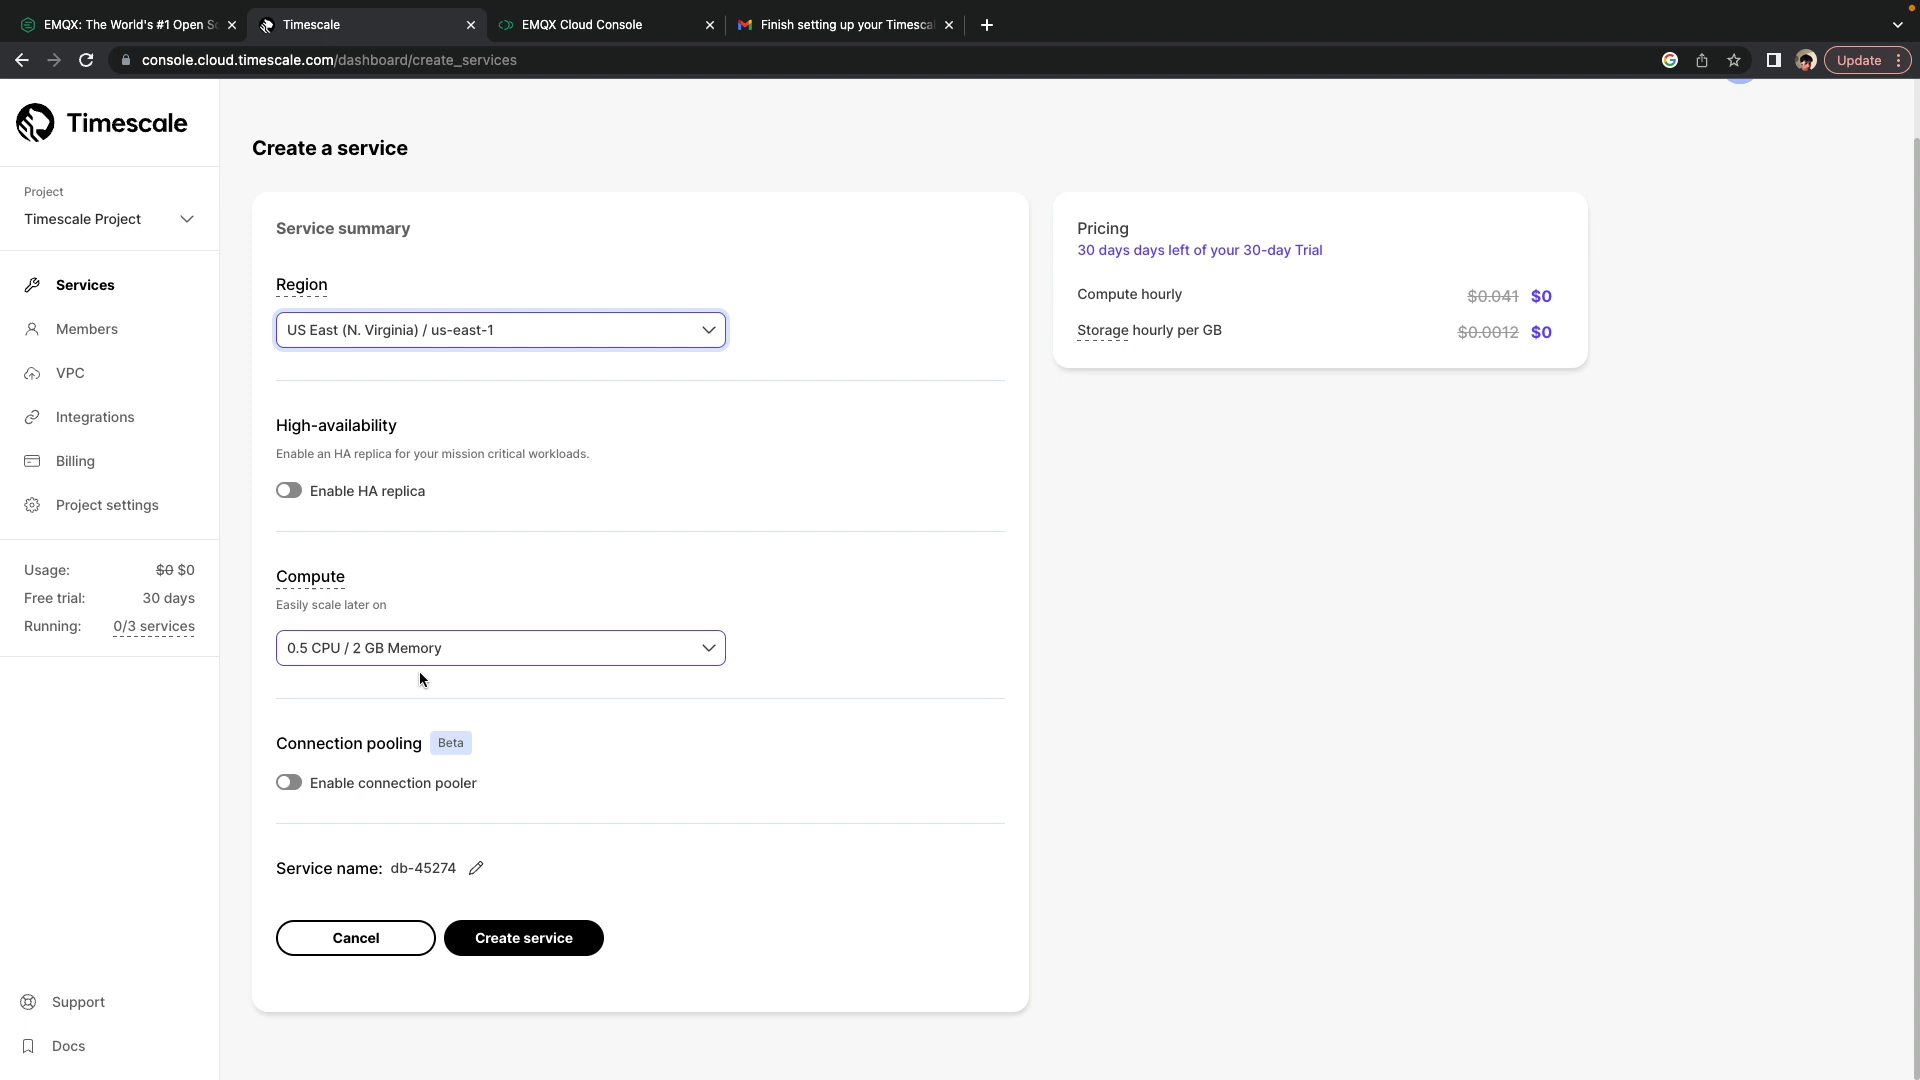 EMQX: The World's #1 Open S
Timescale
EMQX Cloud Console
Finish setting up your Timesca
console.cloud.timescale.com/dashboard/create_services
Update
Timescale
Project
Timescale Project
Services
Members
VPC
Integrations
Billing
Project settings
Usage: $0 $0
Free trial: 30 days
Running: 0/3 services
Support
Docs
Create a service
Service summary
Region
US East (N. Virginia) / us-east-1
High-availability
Enable an HA replica for your mission critical workloads.
Enable HA replica
Compute
Easily scale later on
0.5 CPU / 2 GB Memory
Connection pooling Beta
Enable connection pooler
Service name: db-45274
Cancel Create service
Pricing
30 days days left of your 30-day Trial
Compute hourly $0.041 $0
Storage hourly per GB $0.0012 $0